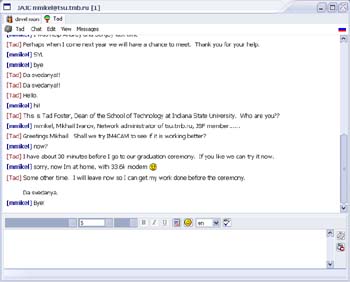 JAJC mmikel@tsu.tmb.ru [1]
Tad
Tad Chat Edit View Messages
[Tad] Perhaps when I come next year we will have a chance to meet. Thank you for your help.
[mmikel] SYL
[mmikel] bye
[Tad] Da svedanya!!
[Tad] Da svedanya!!
[Tad] Hello.
[mmikel] hi!
[Tad] This is Tad Foster, Dean of the School of Technology at Indiana State University. Who are you??
[mmikel] mmikel, Mikhail Ivanov, Network administrator of tsu.tmb.ru, JSP member......
[Tad] Greetings Mikhail. Shall we try IM4CAM to see if it is working better?
[mmikel] now?
[Tad] I have about 30 minutes before I go to our graduation ceremony. If you like we can try it now.
[mmikel] sorry, now I'm at home, with 33.6k modem
[Tad] Some other time. I will leave now so I can get my work done before the ceremony.
Da svedanya.
[mmikel] Bye!
B I U en